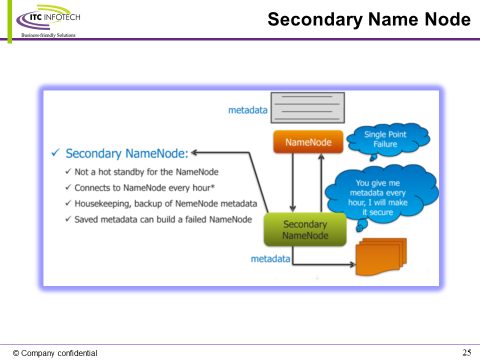 ITC INFOTECH
Business-friendly Solutions
Secondary Name Node
metadata
NameNode
Single Point
Failure
✓ Secondary NameNode:
✓ Not a hot standby for the NameNode
✓ Connects to NameNode every hour*
✓ Housekeeping, backup of NemeNode metadata
✓ Saved metadata can build a failed NameNode
You give me
metadata every
hour, I will make
it secure
Secondary
NameNode
metadata
© Company confidential
25